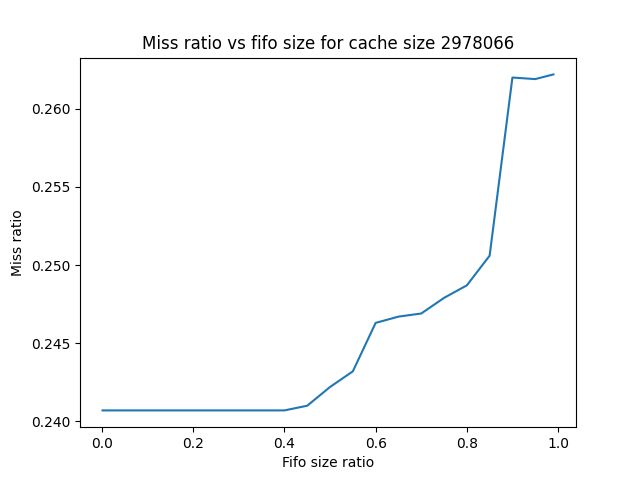 Miss ratio vs fifo size for cache size 2978066
0.260
0.255
0.250
0.245
0.240
Miss ratio
0.0 0.2 0.4 0.6 0.8 1.0
Fifo size ratio